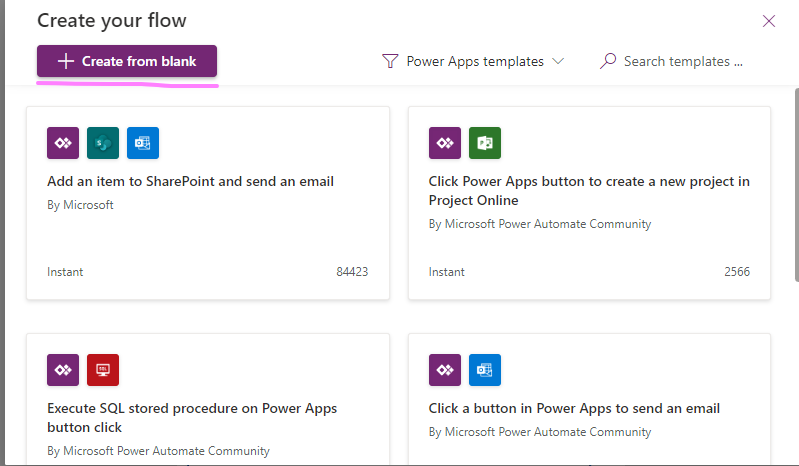 Create your flow
Create from blank
Power Apps templates
Search templates ...
Add an item to SharePoint and send an email
By Microsoft
Instant
84423
Click Power Apps button to create a new project in
Project Online
By Microsoft Power Automate Community
Instant
2566
SQL
Execute SQL stored procedure on Power Apps
button click
By Microsoft Power Automate Community
Click a button in Power Apps to send an email
By Microsoft Power Automate Community